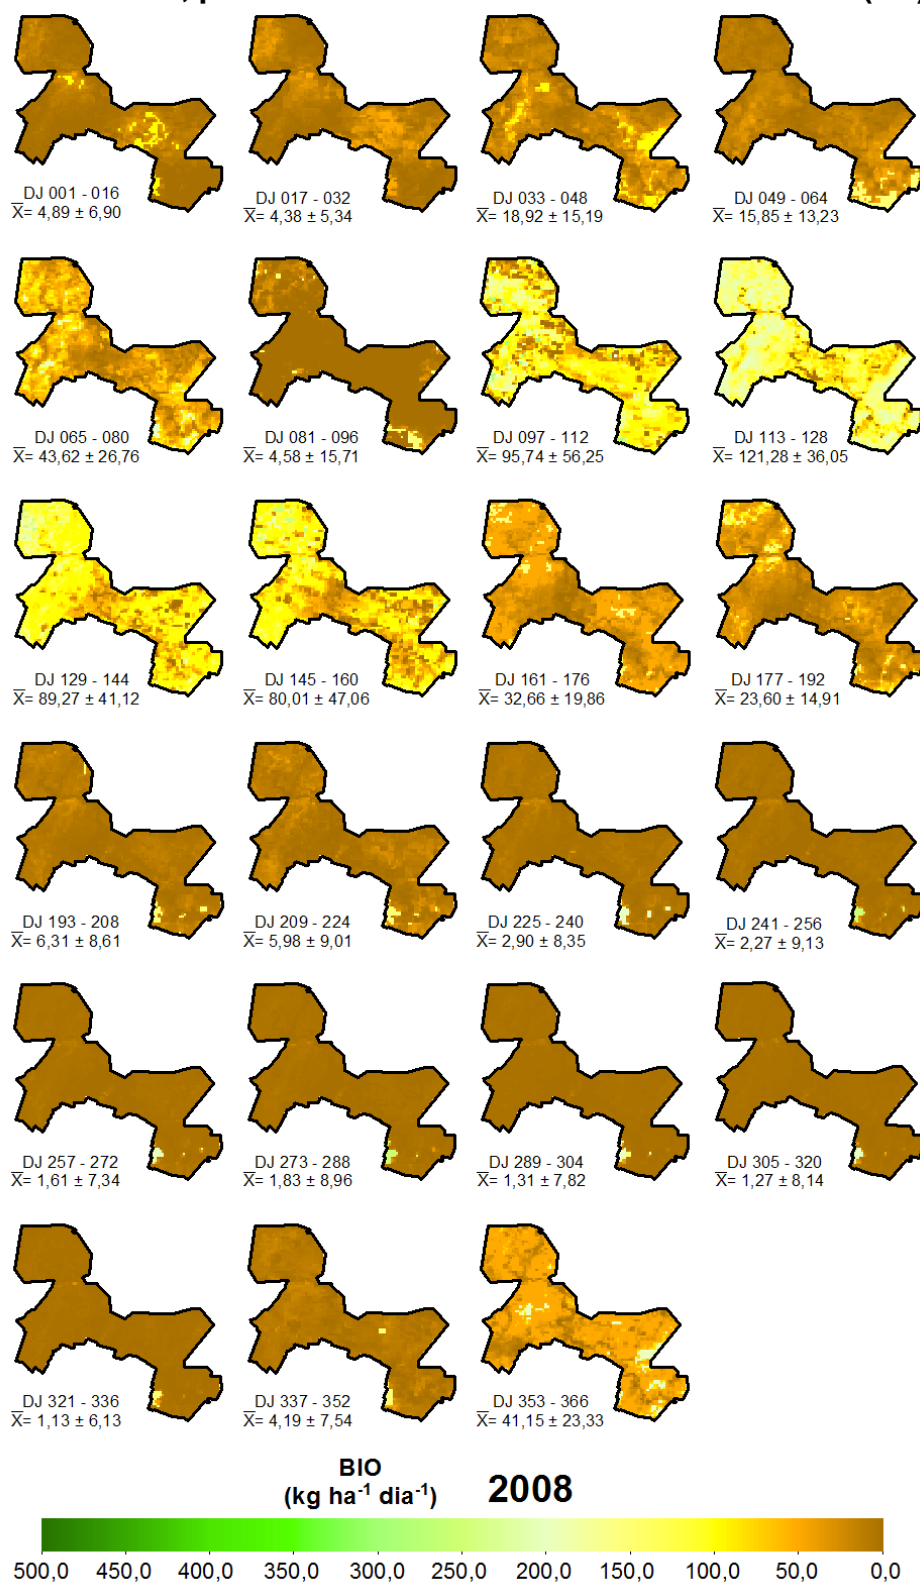 DJ 001 - 016
X= 4,89 ± 6,90
DJ 017 - 032
X= 4,38 ± 5,34
DJ 033 - 048
X= 18,92 ± 15,19
DJ 049 - 064
X= 15,85 ± 13,23
DJ 065 - 080
X= 43,62 ± 26,76
DJ 081 - 096
X= 4,58 ± 15,71
DJ 097 - 112
X= 95,74 ± 56,25
DJ 113 - 128
X= 121,28 ± 36,05
DJ 129 - 144
X= 89,27 ± 41,12
DJ 145 - 160
X= 80,01 ± 47,06
DJ 161 - 176
X= 32,66 ± 19,86
DJ 177 - 192
X= 23,60 ± 14,91
DJ 193 - 208
X= 6,31 ± 8,61
DJ 209 - 224
X= 5,98 ± 9,01
DJ 225 - 240
X= 2,90 ± 8,35
DJ 241 - 256
X= 2,27 ± 9,13
DJ 257 - 272
X= 1,61 ± 7,34
DJ 273 - 288
X= 1,83 ± 8,96
DJ 289 - 304
X= 1,31 ± 7,82
DJ 305 - 320
X= 1,27 ± 8,14
DJ 321 - 336
X= 1,13 ± 6,13
DJ 337 - 352
X= 4,19 ± 7,54
DJ 353 - 366
X= 41,15 ± 23,33
BIO
(kg ha⁻¹ dia⁻¹) 2008
500,0 450,0 400,0 350,0 300,0 250,0 200,0 150,0 100,0 50,0 0,0